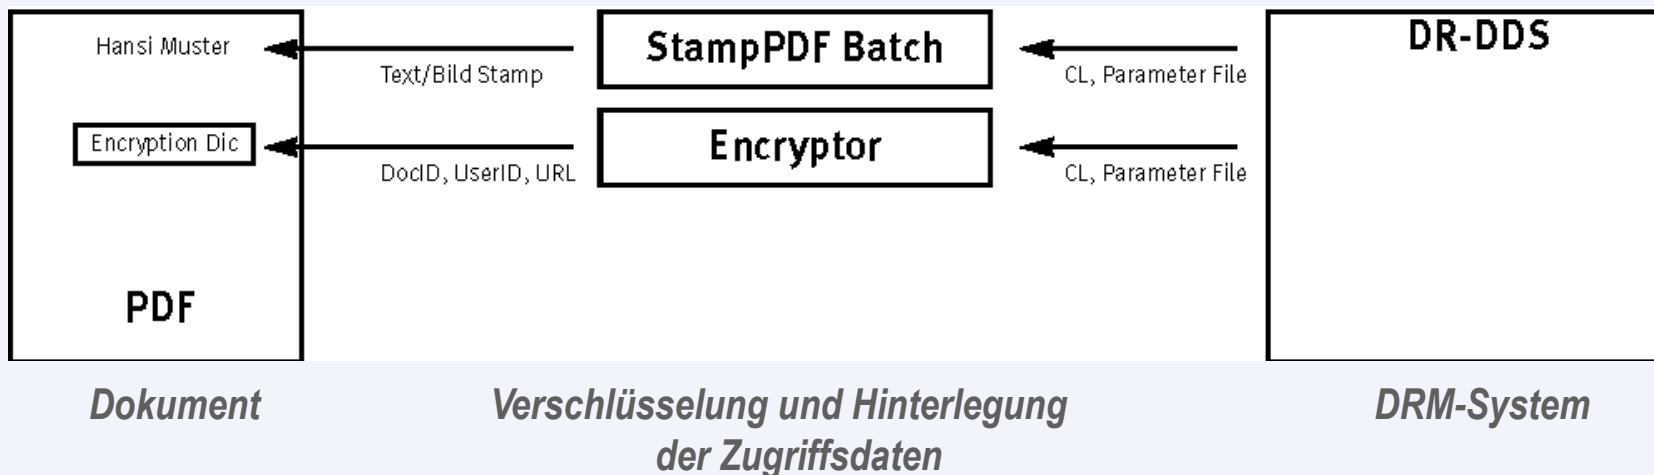 Hansi Muster
Text/Bild Stamp
StampPDF Batch
CL, Parameter File
DR-DDS
Encryption Dic
DocID, UserID, URL
Encryptor
CL, Parameter File
PDF
Dokument
Verschlüsselung und Hinterlegung
der Zugriffsdaten
DRM-System